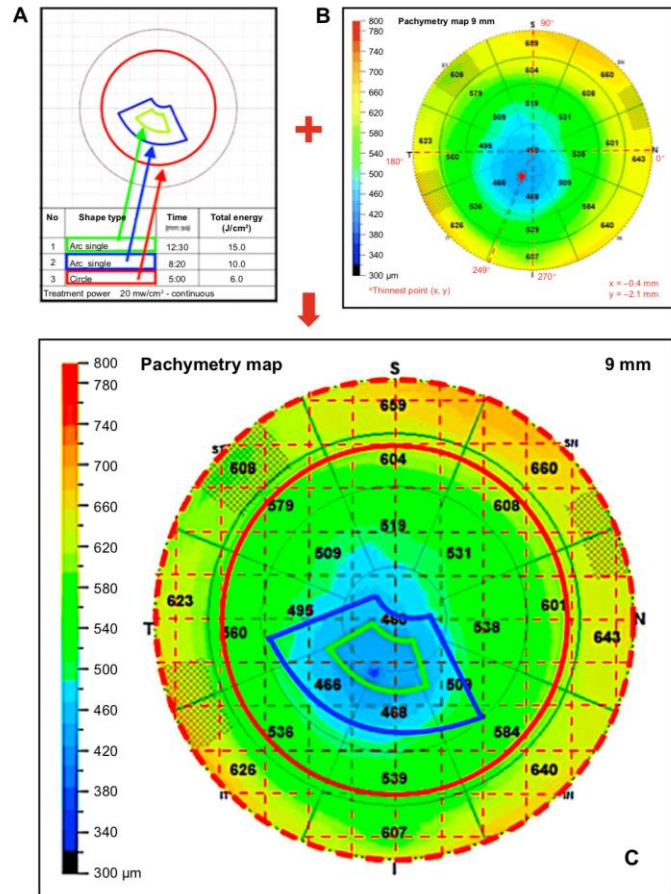 A
No Shape type Time Total energy
(mm:ss) (J/cm²)
1 Arc single 12:30 15.0
2 Arc single 8:20 10.0
3 Circle 5:00 6.0
Treatment power 20 mw/cm² - continuous
B
Pachymetry map 9 mm
90°
800
780
700
620
540
460
420
380
340
300 µm
S
659
ST 608 604 660 SN
579 608
519
509 531
623 495 538 601
180° T 560 643 N 0°
466 509
468
536 584
626 529 640
607
249° 270°
*Thinnest point (x, y)
x = –0.4 mm
y = –2.1 mm
Pachymetry map 9 mm
800
780
740
700
660
620
580
540
500
460
420
380
340
300 µm
S
659
ST 608 604 660 SN
579 608
519
509 531
623 495 460 601
T 560 538 643 N
466 509
468
536 584
626 539 640
IT IN
607
I
C